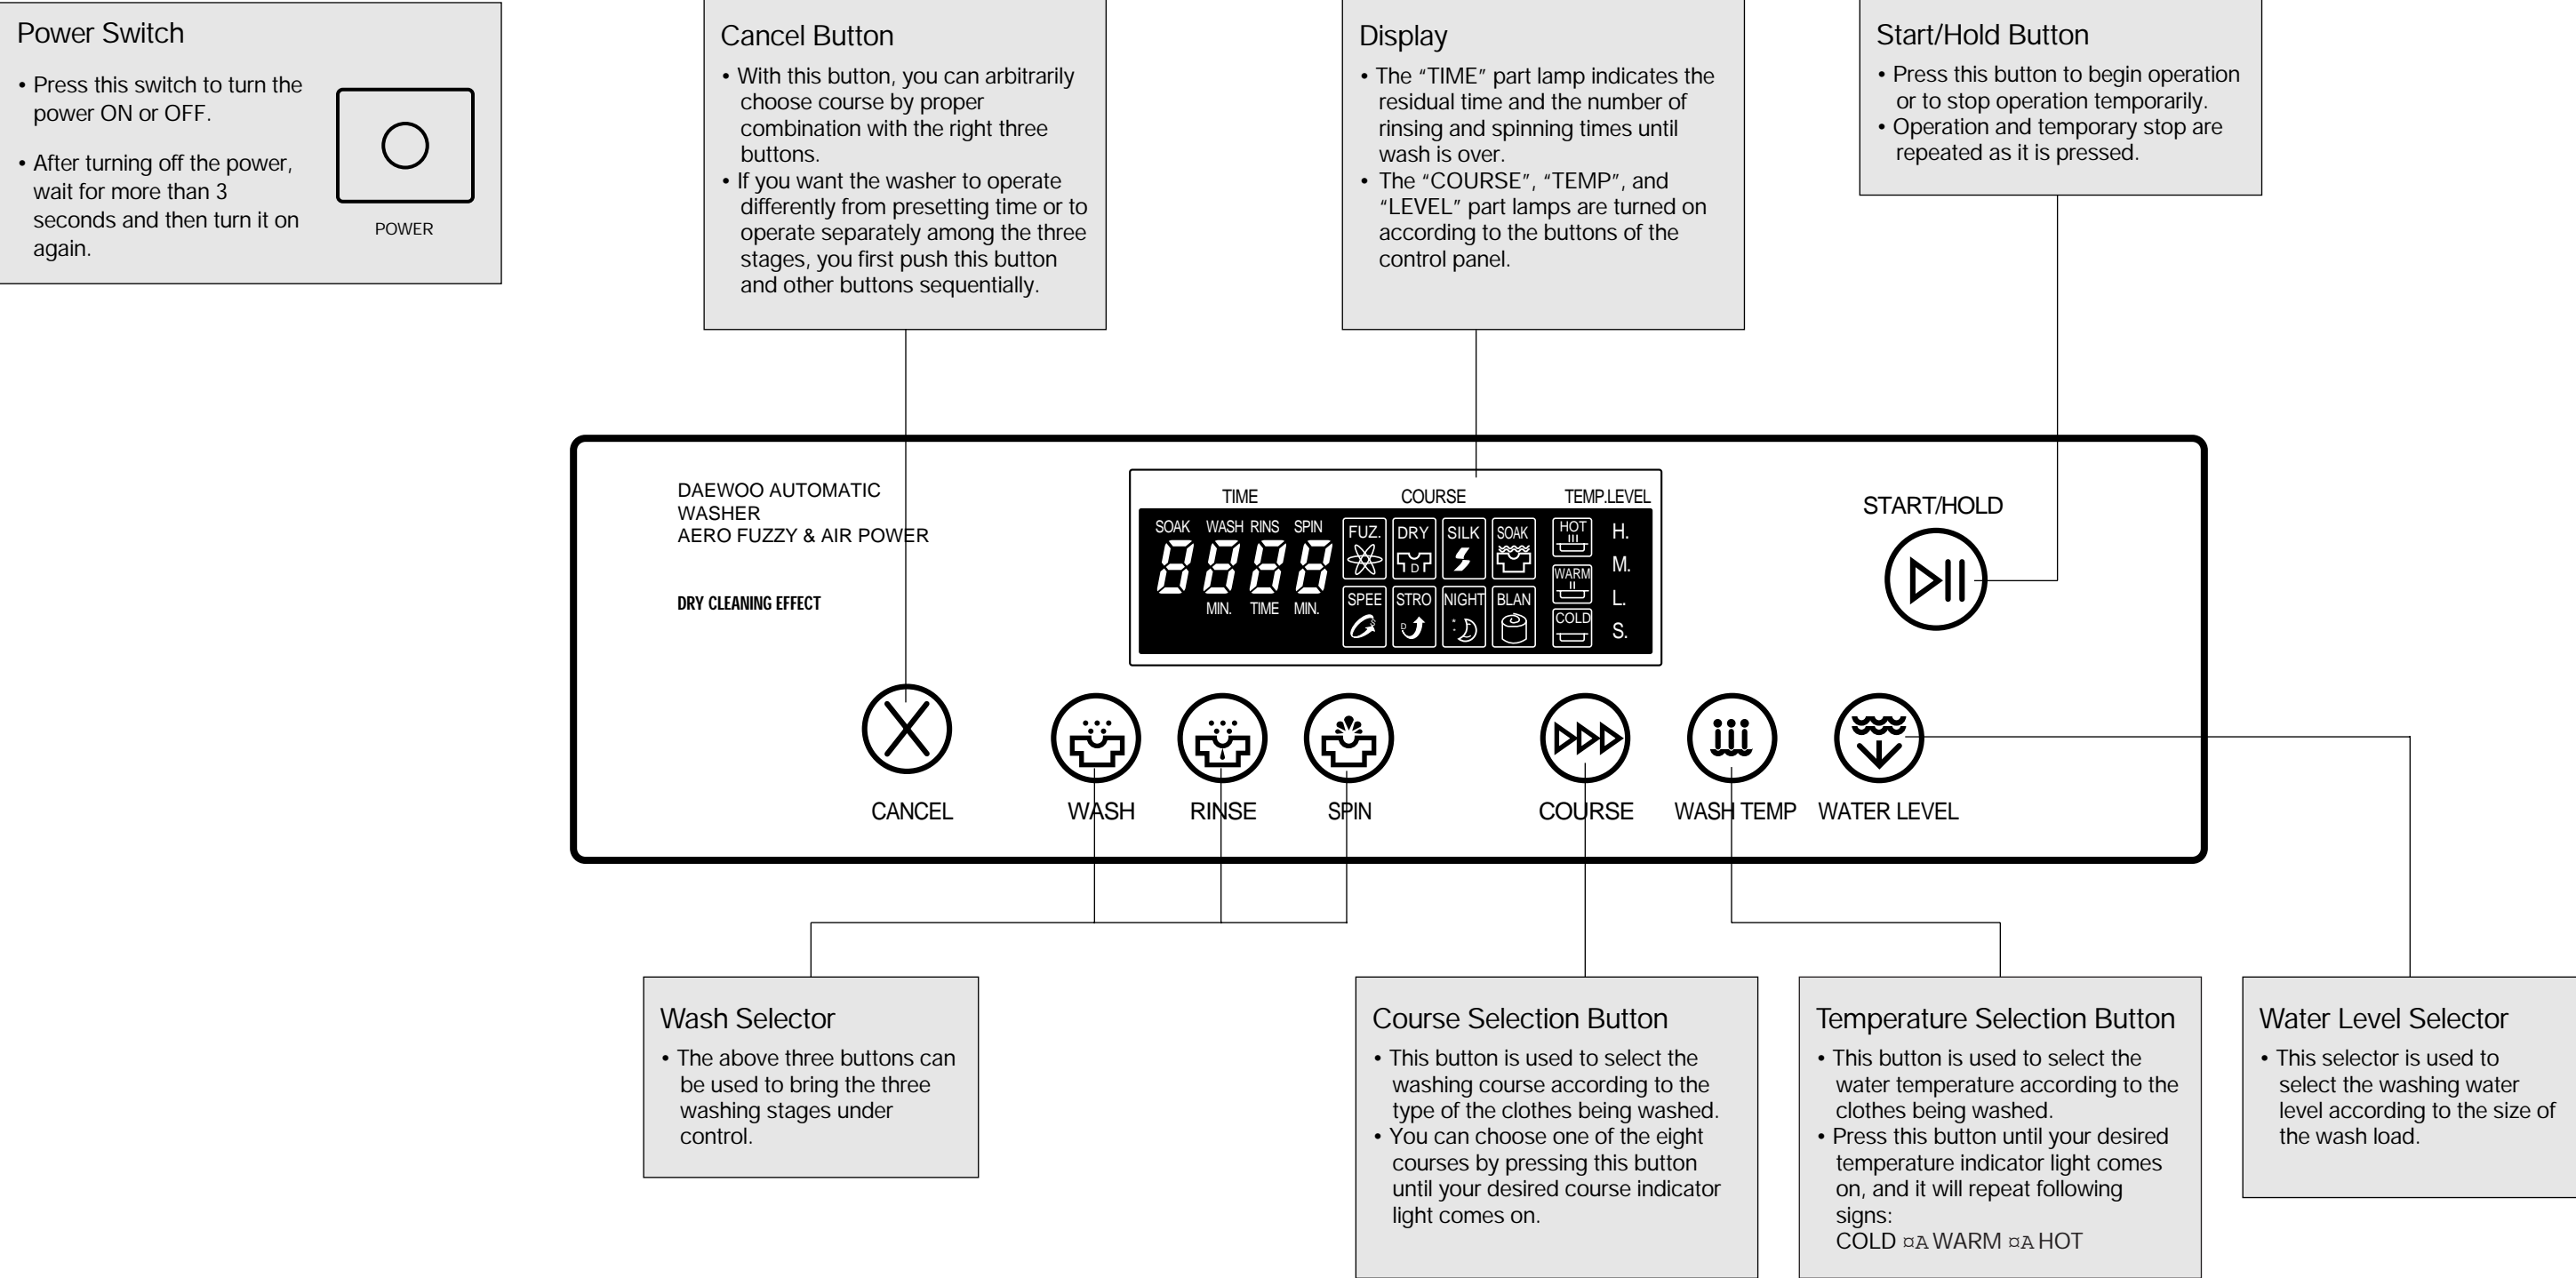 Power Switch
• Press this switch to turn the
power ON or OFF.
• After turning off the power,
wait for more than 3
seconds and then turn it on
again.
POWER
Cancel Button
• With this button, you can arbitrarily
choose course by proper
combination with the right three
buttons.
• If you want the washer to operate
differently from presetting time or to
operate separately among the three
stages, you first push this button
and other buttons sequentially.
Display
• The “TIME” part lamp indicates the
residual time and the number of
rinsing and spinning times until
wash is over.
• The “COURSE”, “TEMP”, and
“LEVEL” part lamps are turned on
according to the buttons of the
control panel.
Start/Hold Button
• Press this button to begin operation
or to stop operation temporarily.
• Operation and temporary stop are
repeated as it is pressed.
DAEWOO AUTOMATIC
WASHER
AERO FUZZY & AIR POWER
DRY CLEANING EFFECT
TIME COURSE TEMP.LEVEL
SOAK WASH RINS SPIN
8888
MIN. TIME MIN.
FUZ. DRY SILK SOAK
D
SPEE STRO NIGHT BLAN
S D
HOT
WARM
COLD
H.
M.
L.
S.
START/HOLD
CANCEL WASH RINSE SPIN COURSE WASH TEMP WATER LEVEL
Wash Selector
• The above three buttons can
be used to bring the three
washing stages under
control.
Course Selection Button
• This button is used to select the
washing course according to the
type of the clothes being washed.
• You can choose one of the eight
courses by pressing this button
until your desired course indicator
light comes on.
Temperature Selection Button
• This button is used to select the
water temperature according to the
clothes being washed.
• Press this button until your desired
temperature indicator light comes
on, and it will repeat following
signs:
COLD ¤A WARM ¤A HOT
Water Level Selector
• This selector is used to
select the washing water
level according to the size of
the wash load.